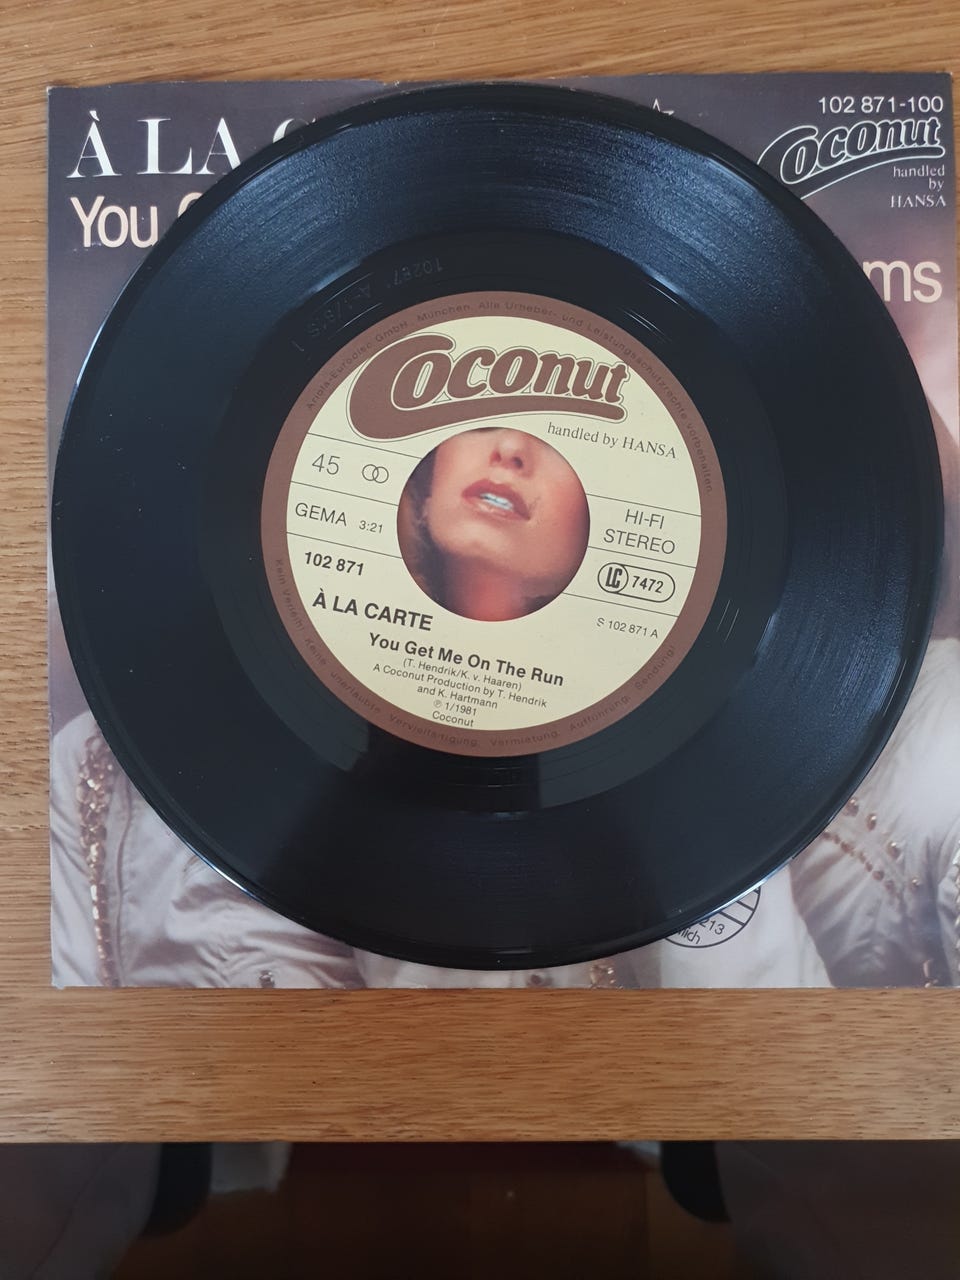 À LA C
102 871-100
Coconut
handled
by
HANSA
You
ms
Ariola-Eurodisc GmbH, München. Alle Urheber- und Leistungsschutzrechte vorbehalten.
Coconut
handled by HANSA
45
GEMA 3:21
102 871
HI-FI
STEREO
LC 7472
S 102 871 A
À LA CARTE
You Get Me On The Run
(T. Hendrik/K. v. Haaren)
A Coconut Production by T. Hendrik
and K. Hartmann
℗ 1/1981
Coconut
Kein Verleih! Keine unerlaubte Vervielfältigung, Vermietung, Aufführung, Sendung!
213
lich